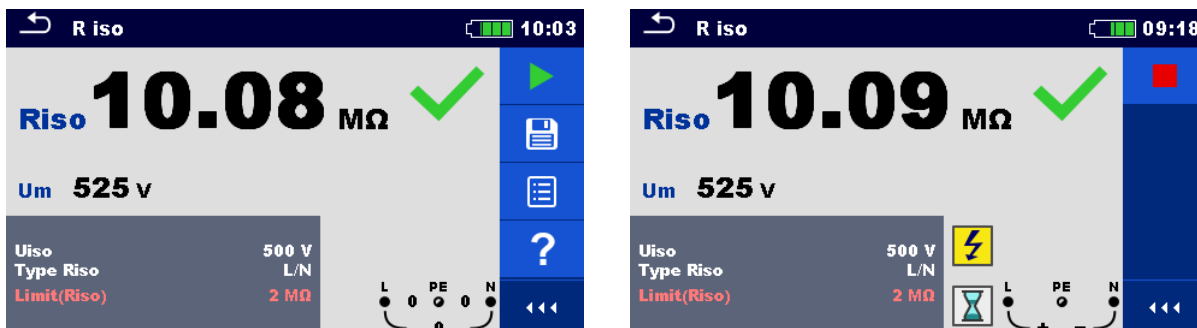 R iso 10:03
Riso 10.08 MΩ
Um 525 V
Uiso 500 V
Type Riso L/N
Limit(Riso) 2 MΩ
?
L PE N
0 0
0
R iso 09:18
Riso 10.09 MΩ
Um 525 V
Uiso 500 V
Type Riso L/N
Limit(Riso) 2 MΩ
L PE N
+ −